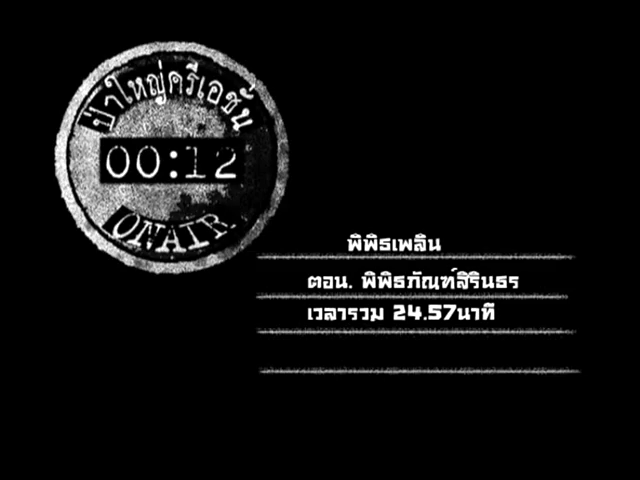 ป่าใหญ่ครีเอชั่น
00:12
ONAIR
พิพิธเพลิน
ตอน. พิพิธภัณฑ์สิรินธร
เวลารวม 24.57นาที